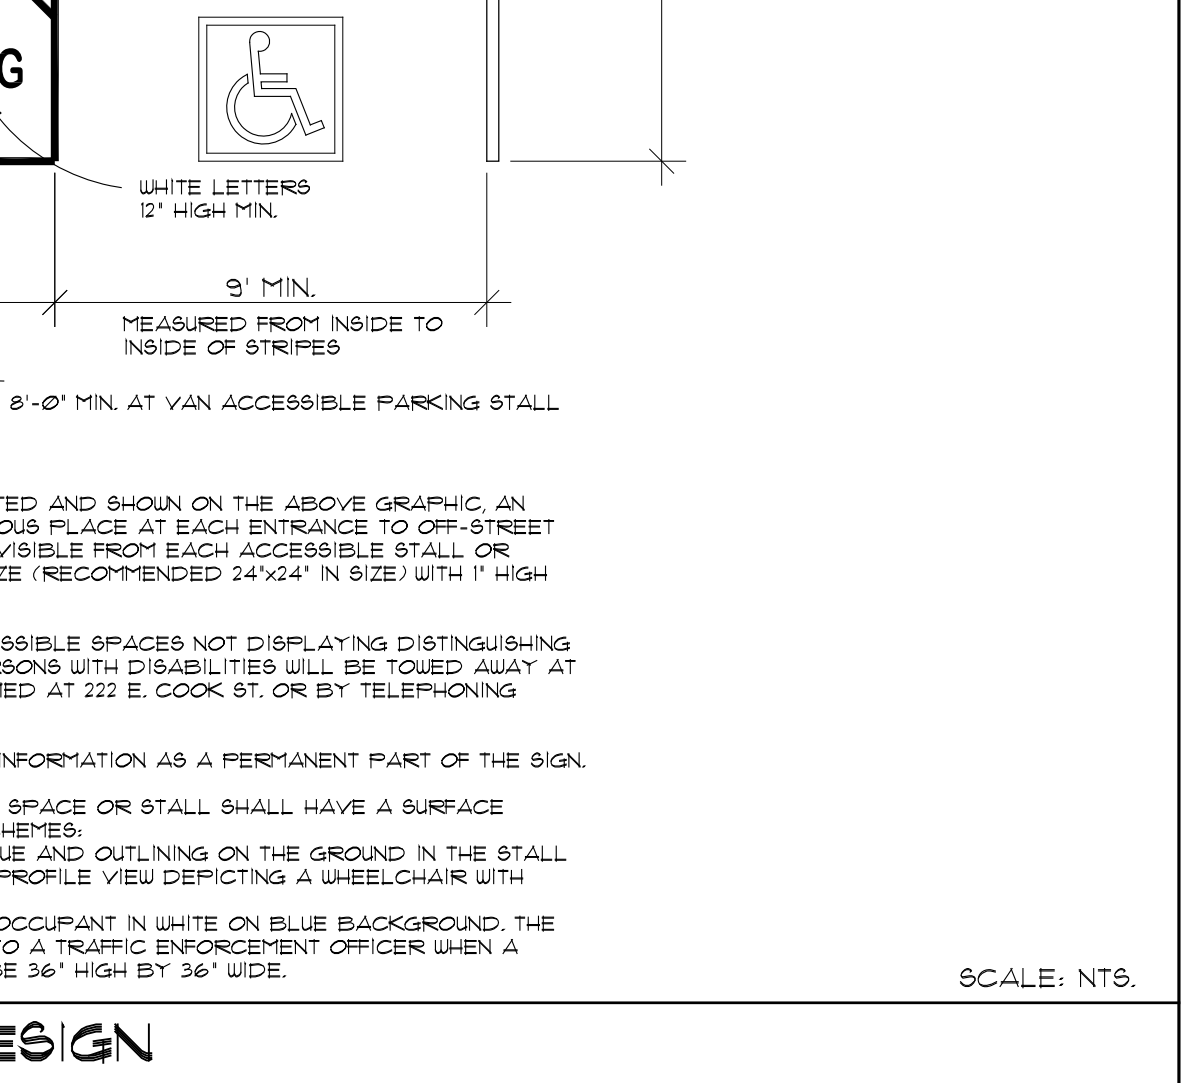 G
WHITE LETTERS
12" HIGH MIN.
9' MIN.
MEASURED FROM INSIDE TO
INSIDE OF STRIPES
8'-0" MIN. AT VAN ACCESSIBLE PARKING STALL
TED AND SHOWN ON THE ABOVE GRAPHIC, AN
OUS PLACE AT EACH ENTRANCE TO OFF-STREET
VISIBLE FROM EACH ACCESSIBLE STALL OR
ZE (RECOMMENDED 24"x24" IN SIZE) WITH 1" HIGH
SSIBLE SPACES NOT DISPLAYING DISTINGUISHING
RSONS WITH DISABILITIES WILL BE TOWED AWAY AT
MED AT 222 E. COOK ST. OR BY TELEPHONING
INFORMATION AS A PERMANENT PART OF THE SIGN.
SPACE OR STALL SHALL HAVE A SURFACE
CHEMES:
UE AND OUTLINING ON THE GROUND IN THE STALL
PROFILE VIEW DEPICTING A WHEELCHAIR WITH
OCCUPANT IN WHITE ON BLUE BACKGROUND. THE
TO A TRAFFIC ENFORCEMENT OFFICER WHEN A
BE 36" HIGH BY 36" WIDE.
SCALE: NTS.
ESIGN